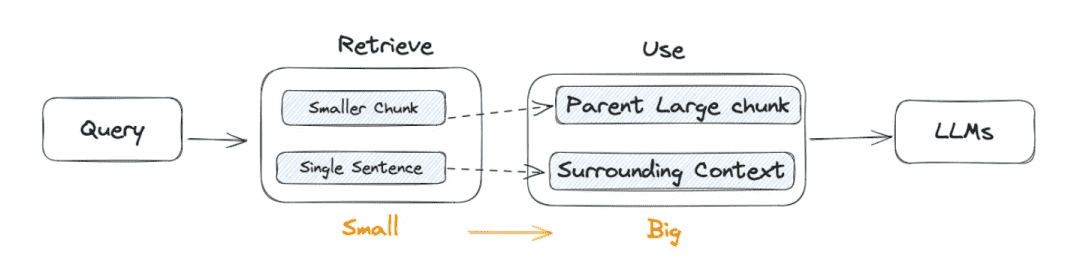 Retrieve
Use
Query
Smaller Chunk
Single Sentence
Parent Large chunk
Surrounding Context
LLMs
Small
Big